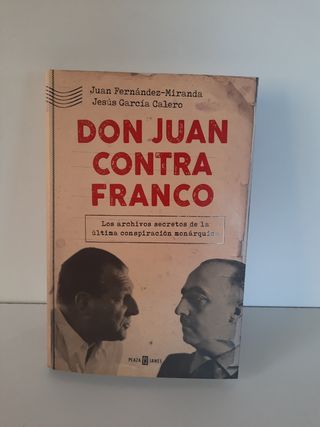 Juan Fernández-Miranda
Jesús García Calero
DON JUAN
CONTRA
FRANCO
Los archivos secretos de la
última conspiración monárquica
PLAZA JANÉS